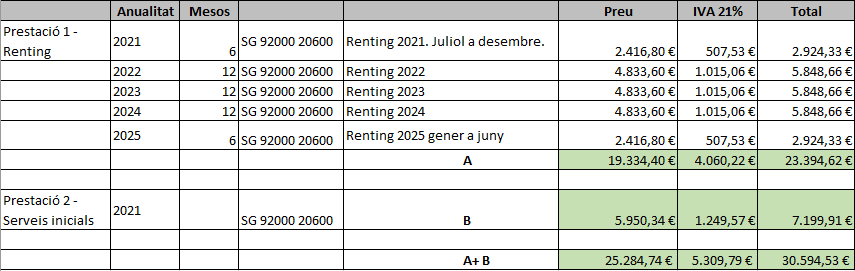 Anualitat Mesos Preu IVA 21% Total
Prestació 1 - Renting 2021 6 SG 92000 20600 Renting 2021. Juliol a desembre. 2.416,80 € 507,53 € 2.924,33 €
2022 12 SG 92000 20600 Renting 2022 4.833,60 € 1.015,06 € 5.848,66 €
2023 12 SG 92000 20600 Renting 2023 4.833,60 € 1.015,06 € 5.848,66 €
2024 12 SG 92000 20600 Renting 2024 4.833,60 € 1.015,06 € 5.848,66 €
2025 6 SG 92000 20600 Renting 2025 gener a juny 2.416,80 € 507,53 € 2.924,33 €
A 19.334,40 € 4.060,22 € 23.394,62 €
Prestació 2 - Serveis inicials 2021 SG 92000 20600 B 5.950,34 € 1.249,57 € 7.199,91 €
A+ B 25.284,74 € 5.309,79 € 30.594,53 €